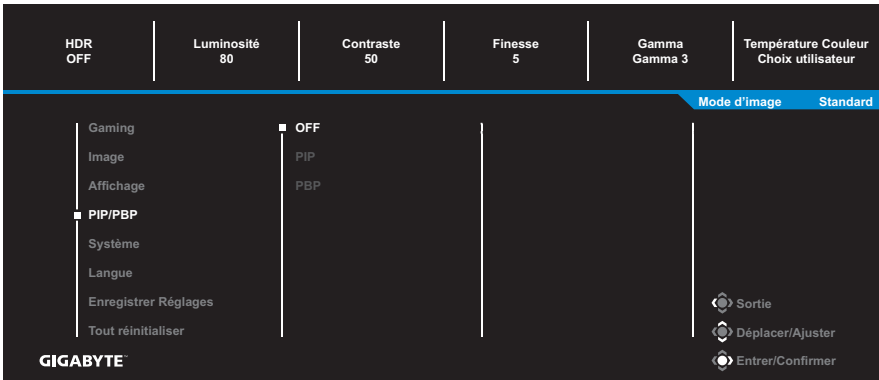 HDR
OFF
Luminosité
80
Contraste
50
Finesse
5
Gamma
Gamma 3
Température Couleur
Choix utilisateur
Mode d'image Standard
Gaming
Image
Affichage
PIP/PBP
Système
Langue
Enregistrer Réglages
Tout réinitialiser
OFF
PIP
PBP
Sortie
Déplacer/Ajuster
Entrer/Confirmer
GIGABYTE™